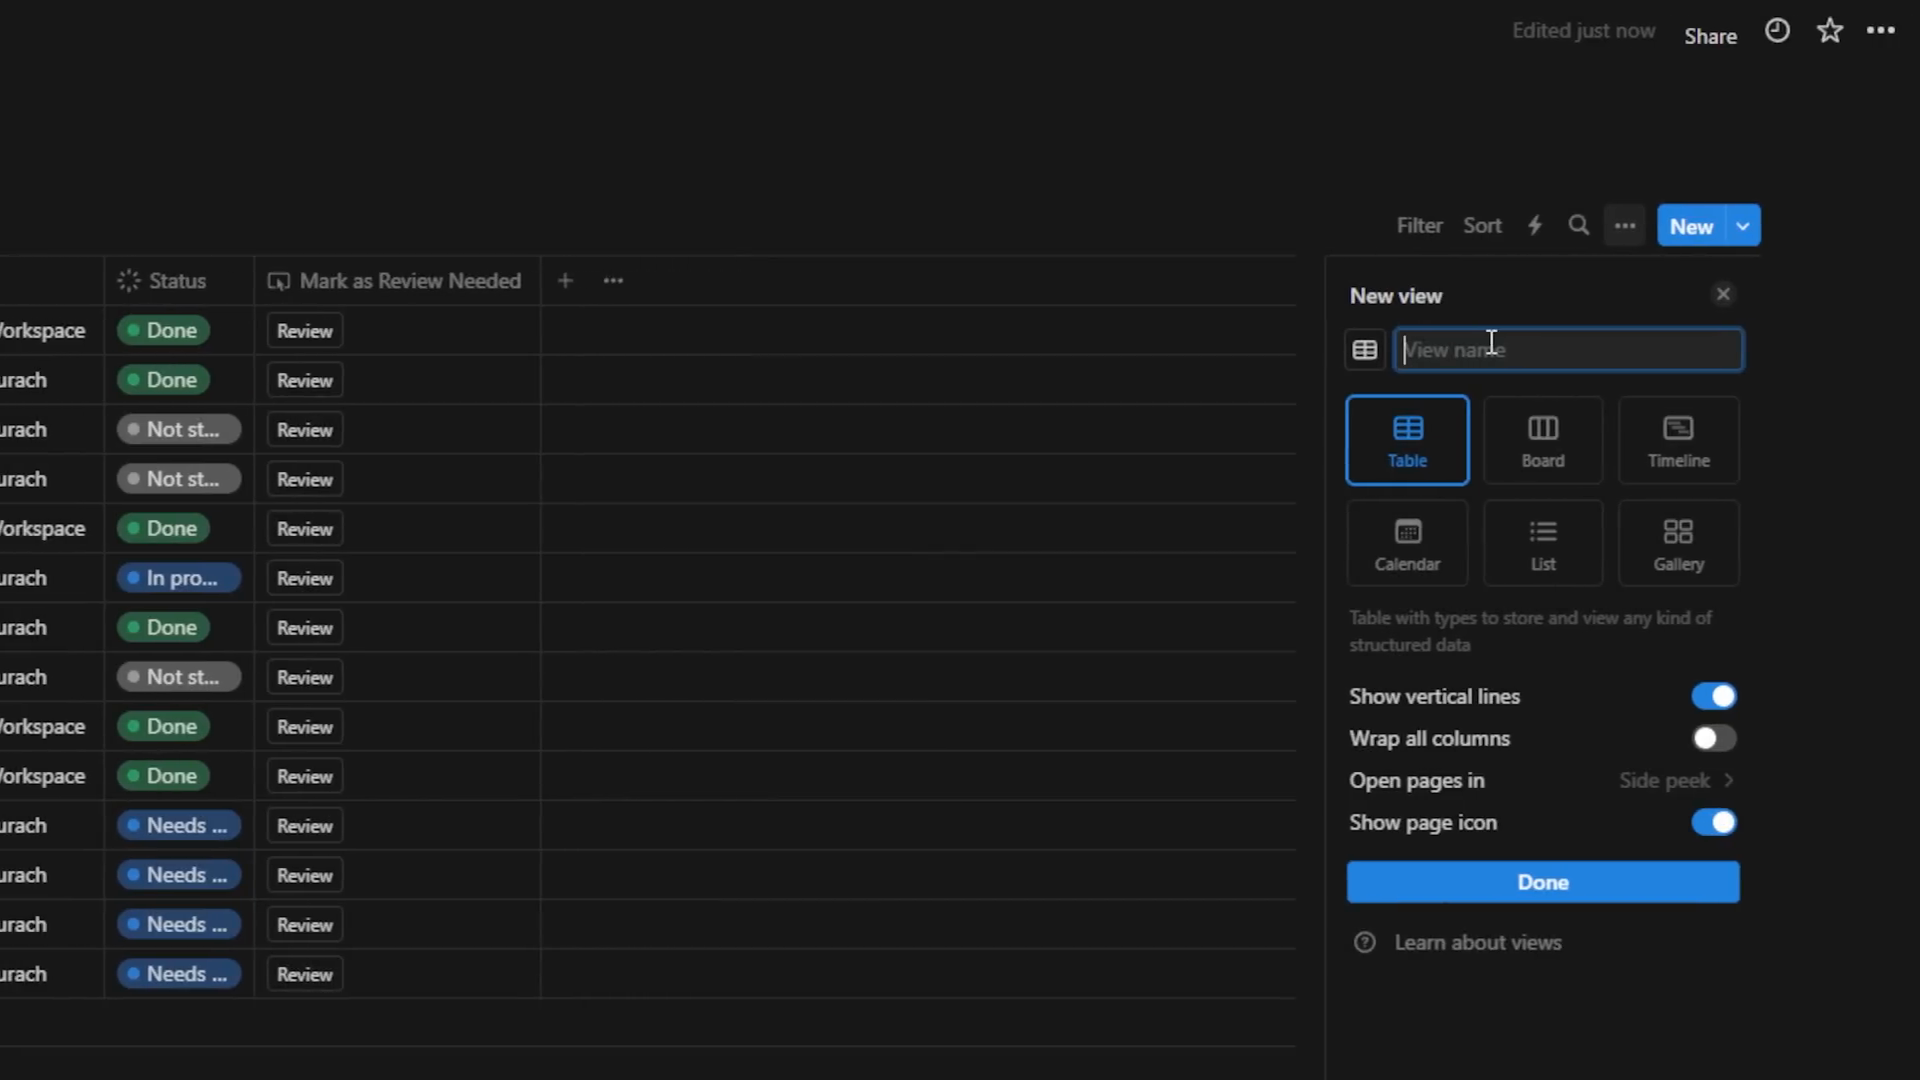 Edited just now Share
Filter Sort New
Status Mark as Review Needed
Workspace Done Review
urach Done Review
urach Not st... Review
urach Not st... Review
Workspace Done Review
urach In pro... Review
urach Done Review
urach Not st... Review
Workspace Done Review
Workspace Done Review
urach Needs ... Review
urach Needs ... Review
urach Needs ... Review
urach Needs ... Review
New view
View name
Table Board Timeline
Calendar List Gallery
Table with types to store and view any kind of
structured data
Show vertical lines
Wrap all columns
Open pages in Side peek
Show page icon
Done
Learn about views